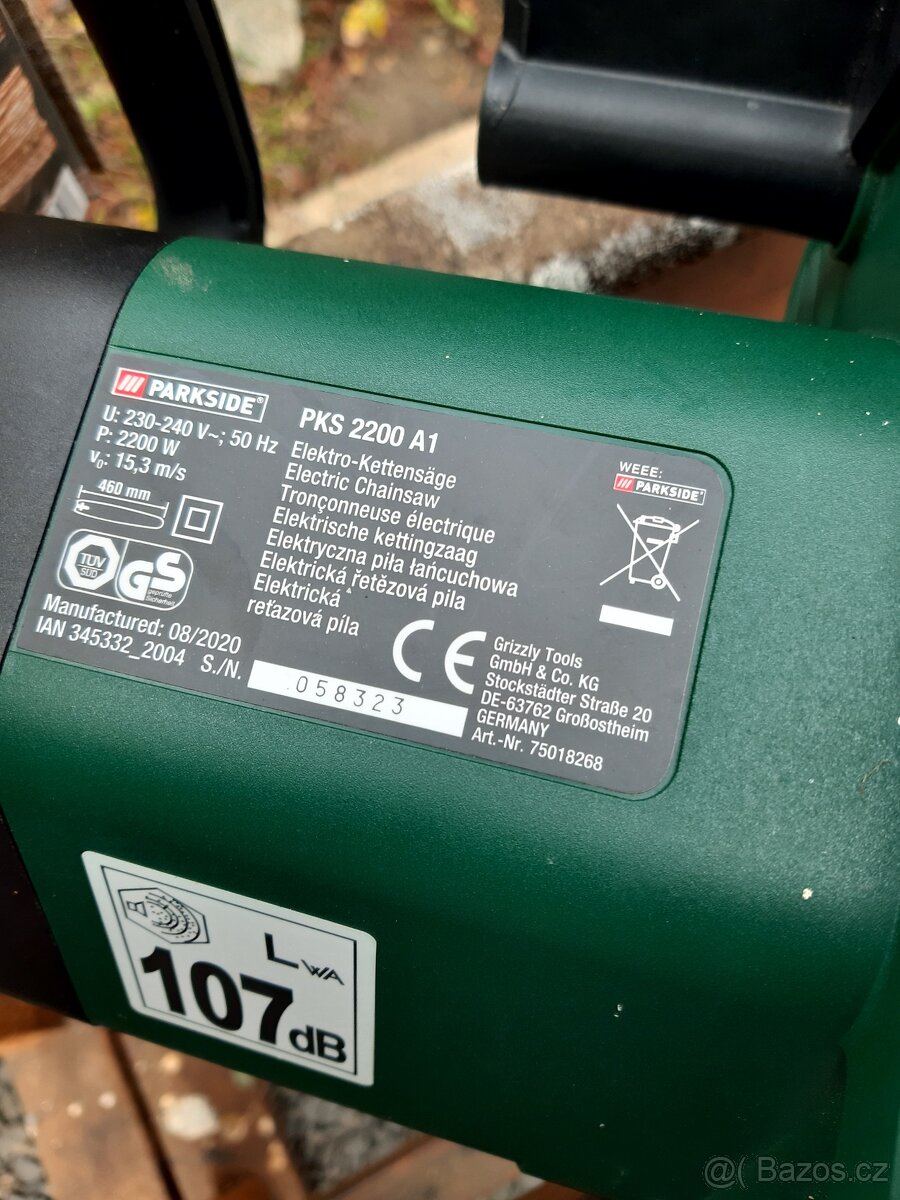 PARKSIDE®
U: 230-240 V~; 50 Hz
P: 2200 W
v₀: 15,3 m/s
460 mm
TÜV
SÜD
GS
geprüfte
Sicherheit
Manufactured: 08/2020
IAN 345332_2004 S./N.
058323
PKS 2200 A1
Elektro-Kettensäge
Electric Chainsaw
Tronçonneuse électrique
Elektrische kettingzaag
Elektryczna piła łańcuchowa
Elektrická řetězová pila
Elektrická
reťazová píla
CE
WEEE:
PARKSIDE®
Grizzly Tools
GmbH & Co. KG
Stockstädter Straße 20
DE-63762 Großostheim
GERMANY
Art.-Nr. 75018268
LWA
107dB
@( Bazos.cz